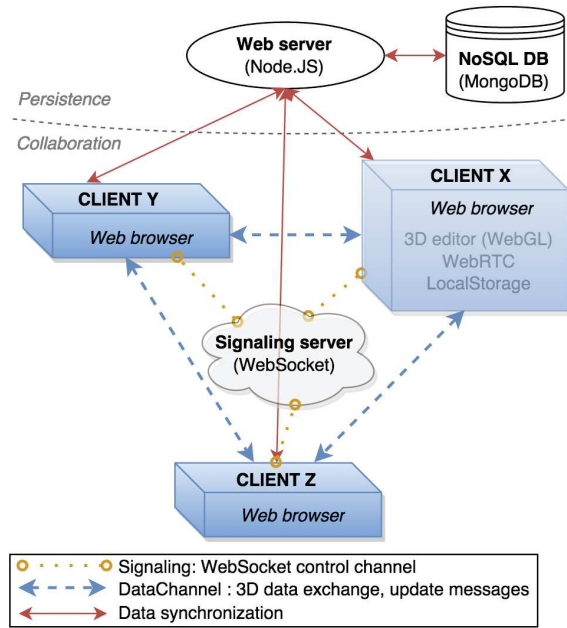 Web server
(Node.JS)
NoSQL DB
(MongoDB)
Persistence
Collaboration
CLIENT Y
Web browser
CLIENT X
Web browser
3D editor (WebGL)
WebRTC
LocalStorage
Signaling server
(WebSocket)
CLIENT Z
Web browser
Signaling: WebSocket control channel
DataChannel : 3D data exchange, update messages
Data synchronization